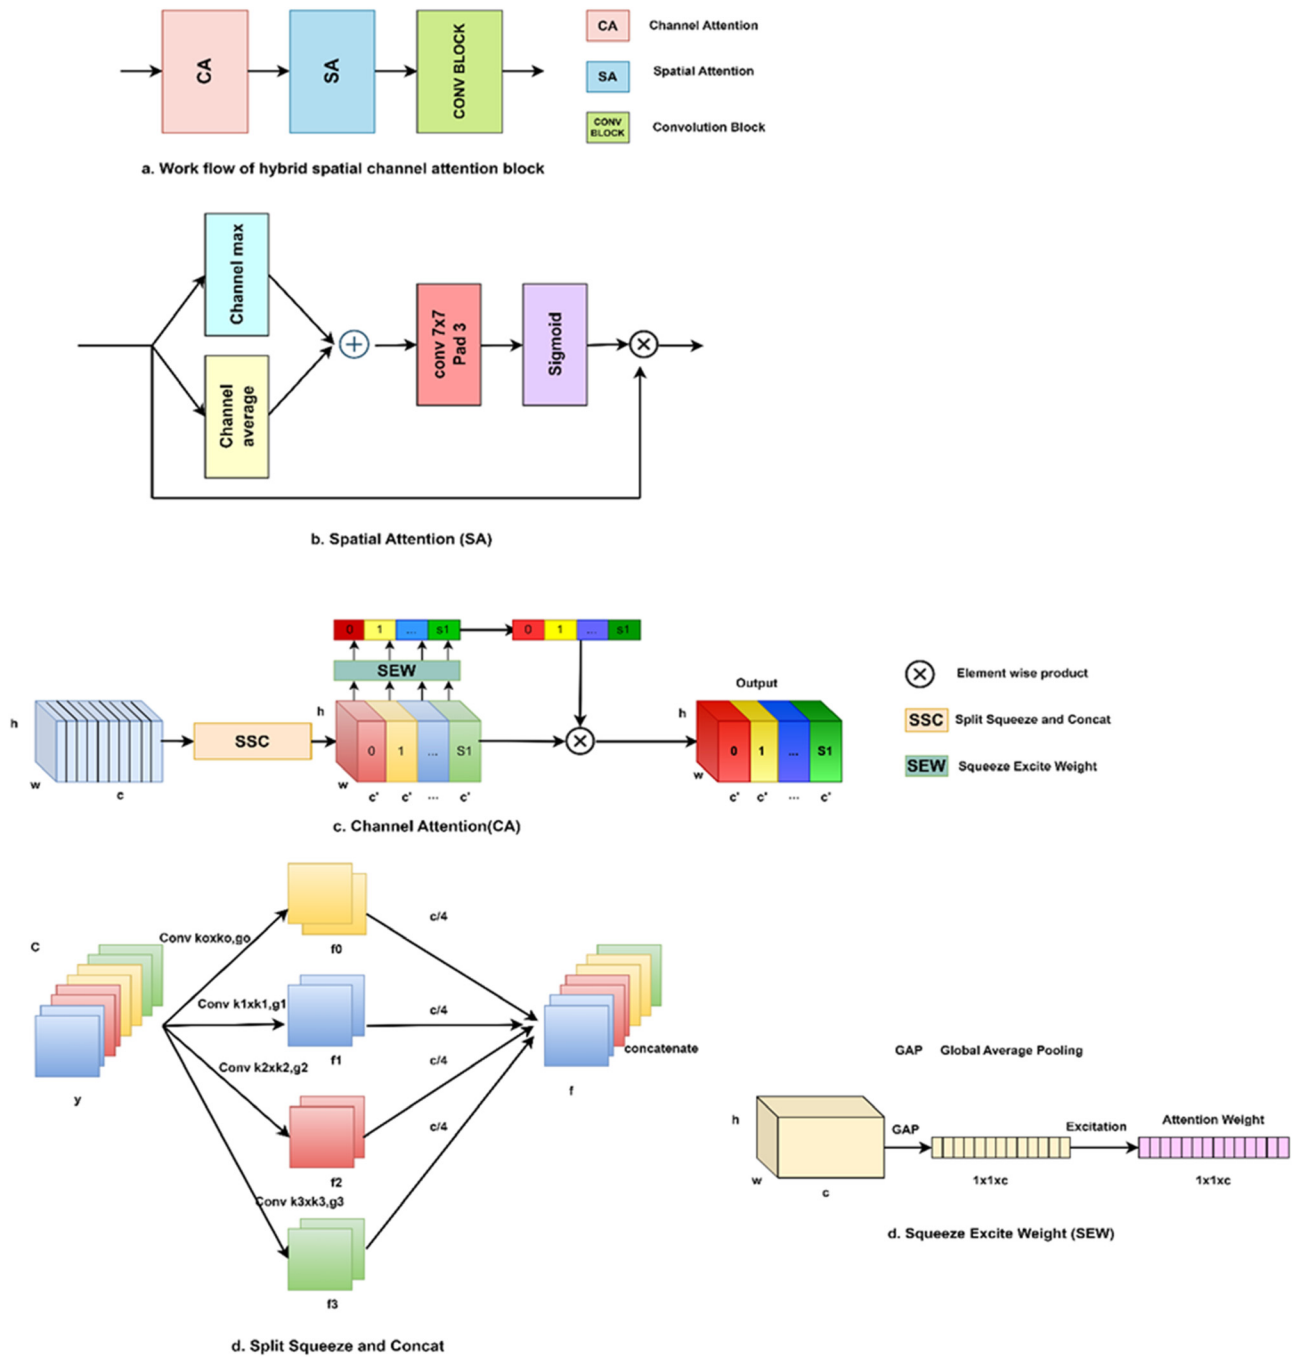 CA
SA
CONV BLOCK
CA
Channel Attention
SA
Spatial Attention
CONV
BLOCK
Convolution Block
a. Work flow of hybrid spatial channel attention block
Channel max
Channel
average
conv 7x7
Pad 3
Sigmoid
b. Spatial Attention (SA)
0
1
...
s1
0
1
...
s1
SEW
h
w
c
SSC
h
0
1
...
S1
w
c'
c'
...
c'
Output
h
0
1
...
S1
w
c'
c'
...
c'
Element wise product
SSC
Split Squeeze and Concat
SEW
Squeeze Excite Weight
c. Channel Attention(CA)
C
y
Conv koxko,go
Conv k1xk1,g1
Conv k2xk2,g2
Conv k3xk3,g3
f0
f1
f2
f3
c/4
c/4
c/4
c/4
concatenate
f
d. Split Squeeze and Concat
GAP
Global Average Pooling
h
w
c
GAP
1x1xc
Excitation
Attention Weight
1x1xc
d. Squeeze Excite Weight (SEW)